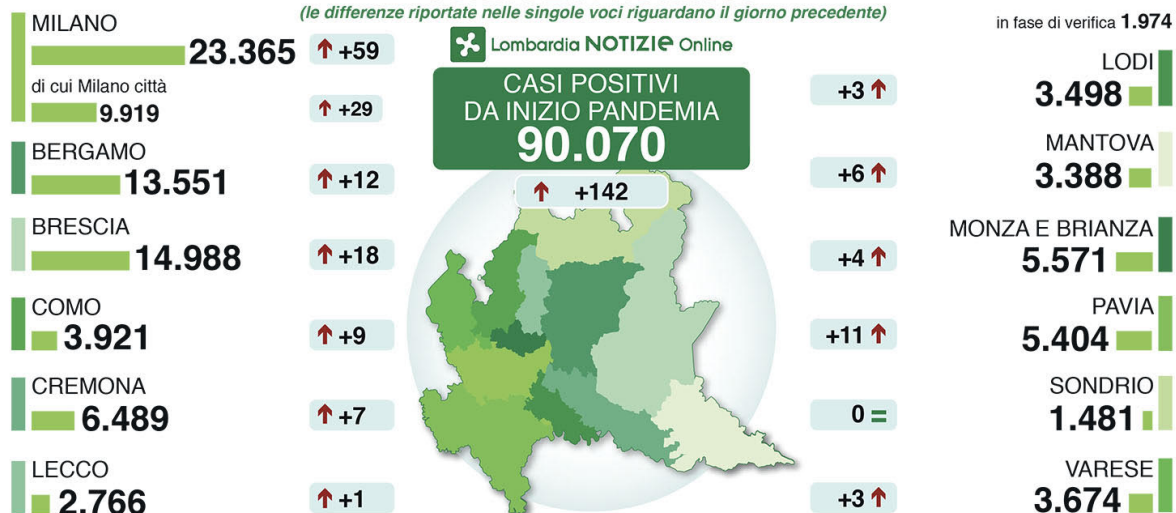 (le differenze riportate nelle singole voci riguardano il giorno precedente)
in fase di verifica 1.974
Lombardia NOTIZIE Online
CASI POSITIVI
DA INIZIO PANDEMIA
90.070
+142
MILANO
23.365 +59
di cui Milano città
9.919 +29
BERGAMO
13.551 +12
BRESCIA
14.988 +18
COMO
3.921 +9
CREMONA
6.489 +7
LECCO
2.766 +1
LODI
+3 3.498
MANTOVA
+6 3.388
MONZA E BRIANZA
+4 5.571
PAVIA
+11 5.404
SONDRIO
0 = 1.481
VARESE
+3 3.674